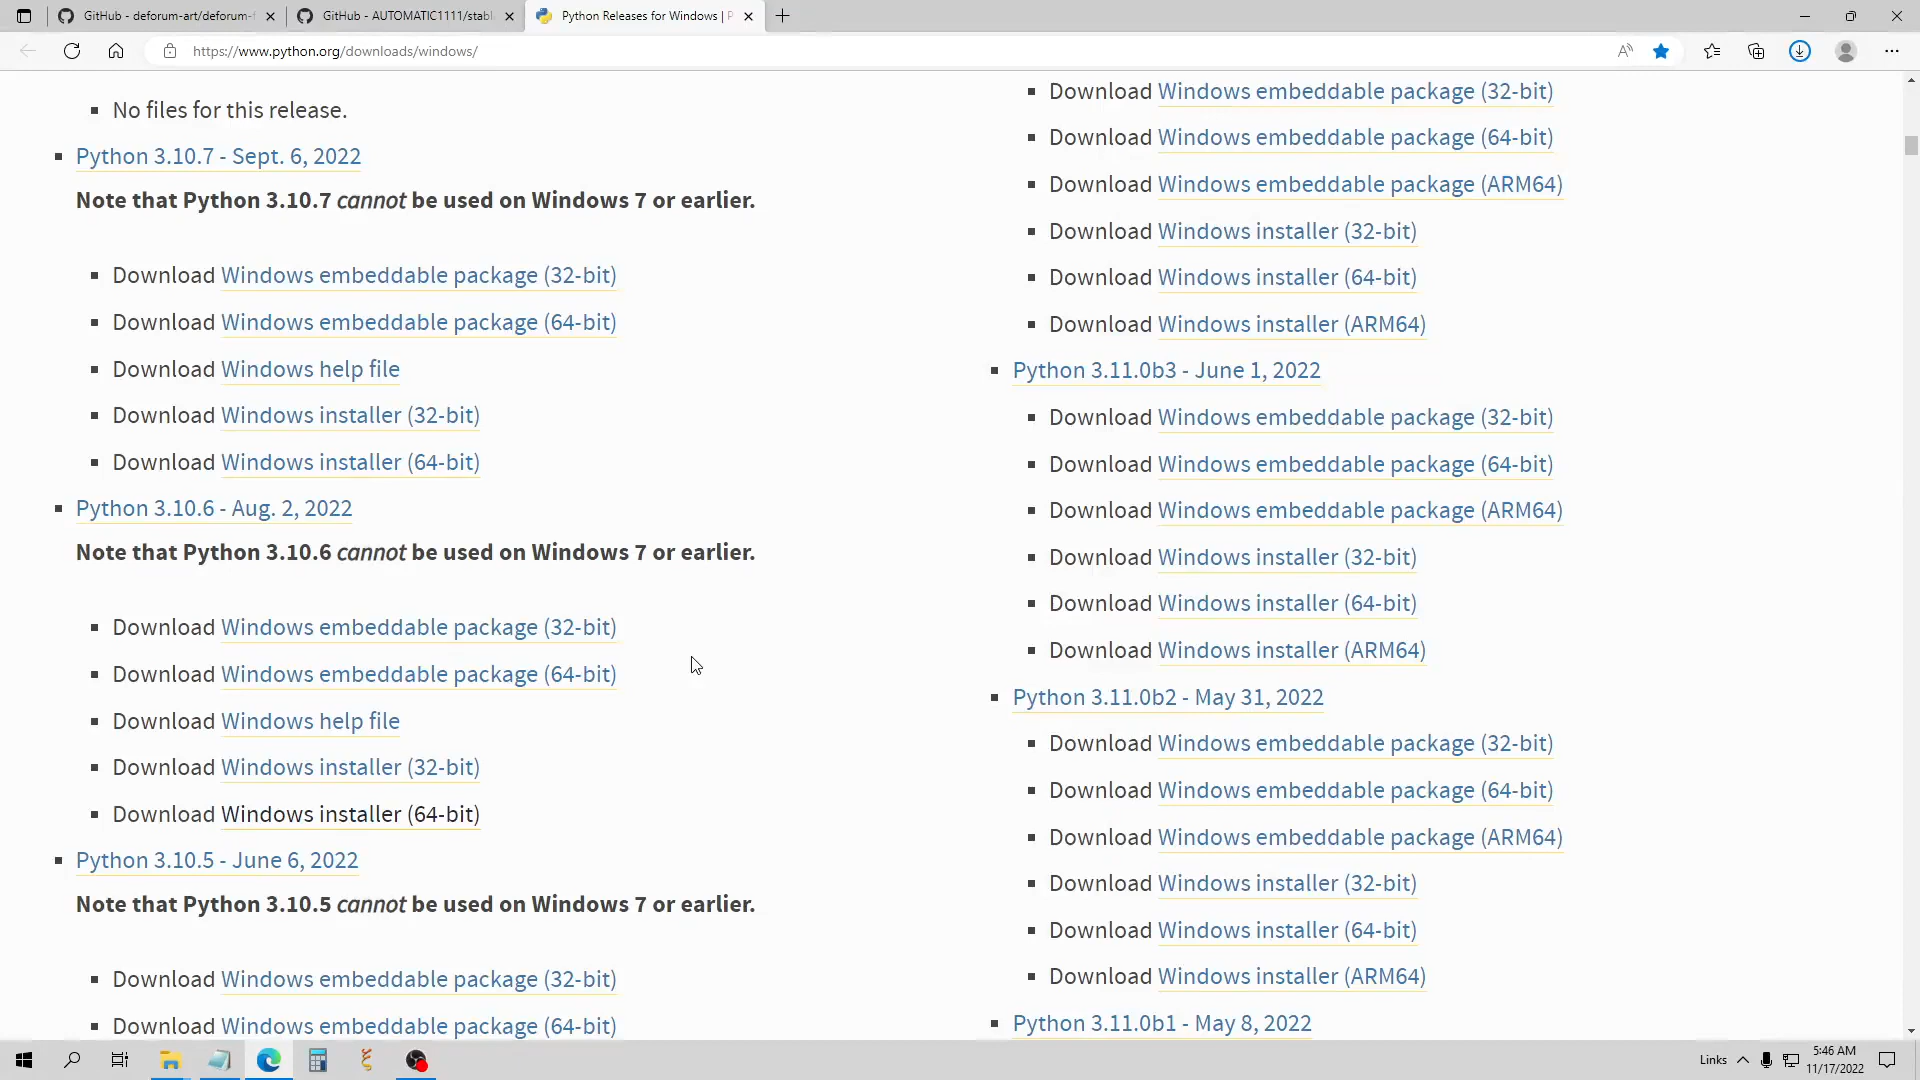 GitHub - deforum-art/deforum-f
GitHub - AUTOMATIC1111/stabl
Python Releases for Windows | P
https://www.python.org/downloads/windows/
No files for this release.
Python 3.10.7 - Sept. 6, 2022
Note that Python 3.10.7 cannot be used on Windows 7 or earlier.
Download Windows embeddable package (32-bit)
Download Windows embeddable package (64-bit)
Download Windows help file
Download Windows installer (32-bit)
Download Windows installer (64-bit)
Python 3.10.6 - Aug. 2, 2022
Note that Python 3.10.6 cannot be used on Windows 7 or earlier.
Download Windows embeddable package (32-bit)
Download Windows embeddable package (64-bit)
Download Windows help file
Download Windows installer (32-bit)
Download Windows installer (64-bit)
Python 3.10.5 - June 6, 2022
Note that Python 3.10.5 cannot be used on Windows 7 or earlier.
Download Windows embeddable package (32-bit)
Download Windows embeddable package (64-bit)
Download Windows embeddable package (32-bit)
Download Windows embeddable package (64-bit)
Download Windows embeddable package (ARM64)
Download Windows installer (32-bit)
Download Windows installer (64-bit)
Download Windows installer (ARM64)
Python 3.11.0b3 - June 1, 2022
Download Windows embeddable package (32-bit)
Download Windows embeddable package (64-bit)
Download Windows embeddable package (ARM64)
Download Windows installer (32-bit)
Download Windows installer (64-bit)
Download Windows installer (ARM64)
Python 3.11.0b2 - May 31, 2022
Download Windows embeddable package (32-bit)
Download Windows embeddable package (64-bit)
Download Windows embeddable package (ARM64)
Download Windows installer (32-bit)
Download Windows installer (64-bit)
Download Windows installer (ARM64)
Python 3.11.0b1 - May 8, 2022
Links
5:46 AM
11/17/2022